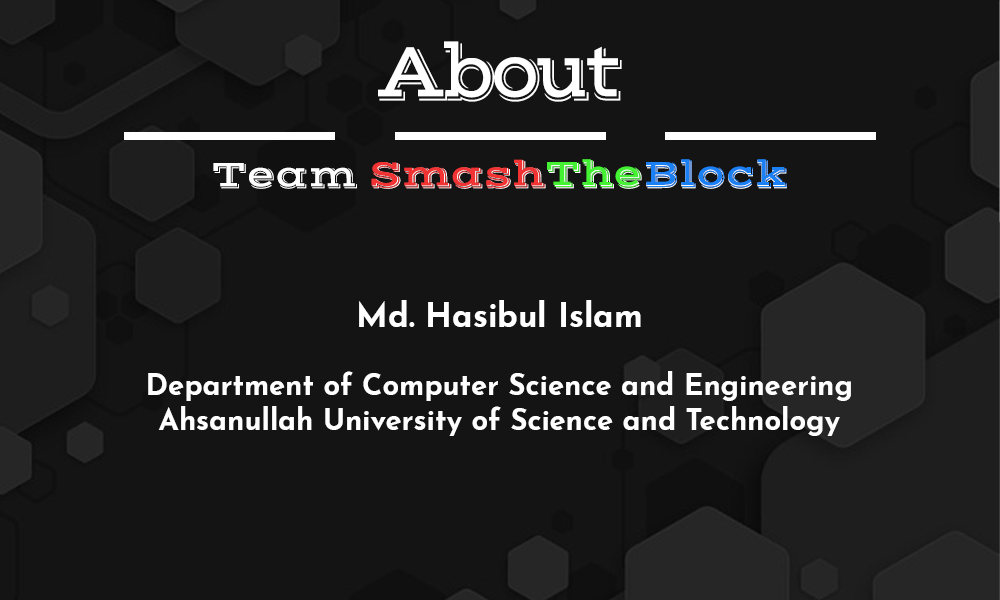 About
Team SmashTheBlock
Md. Hasibul Islam
Department of Computer Science and Engineering
Ahsanullah University of Science and Technology